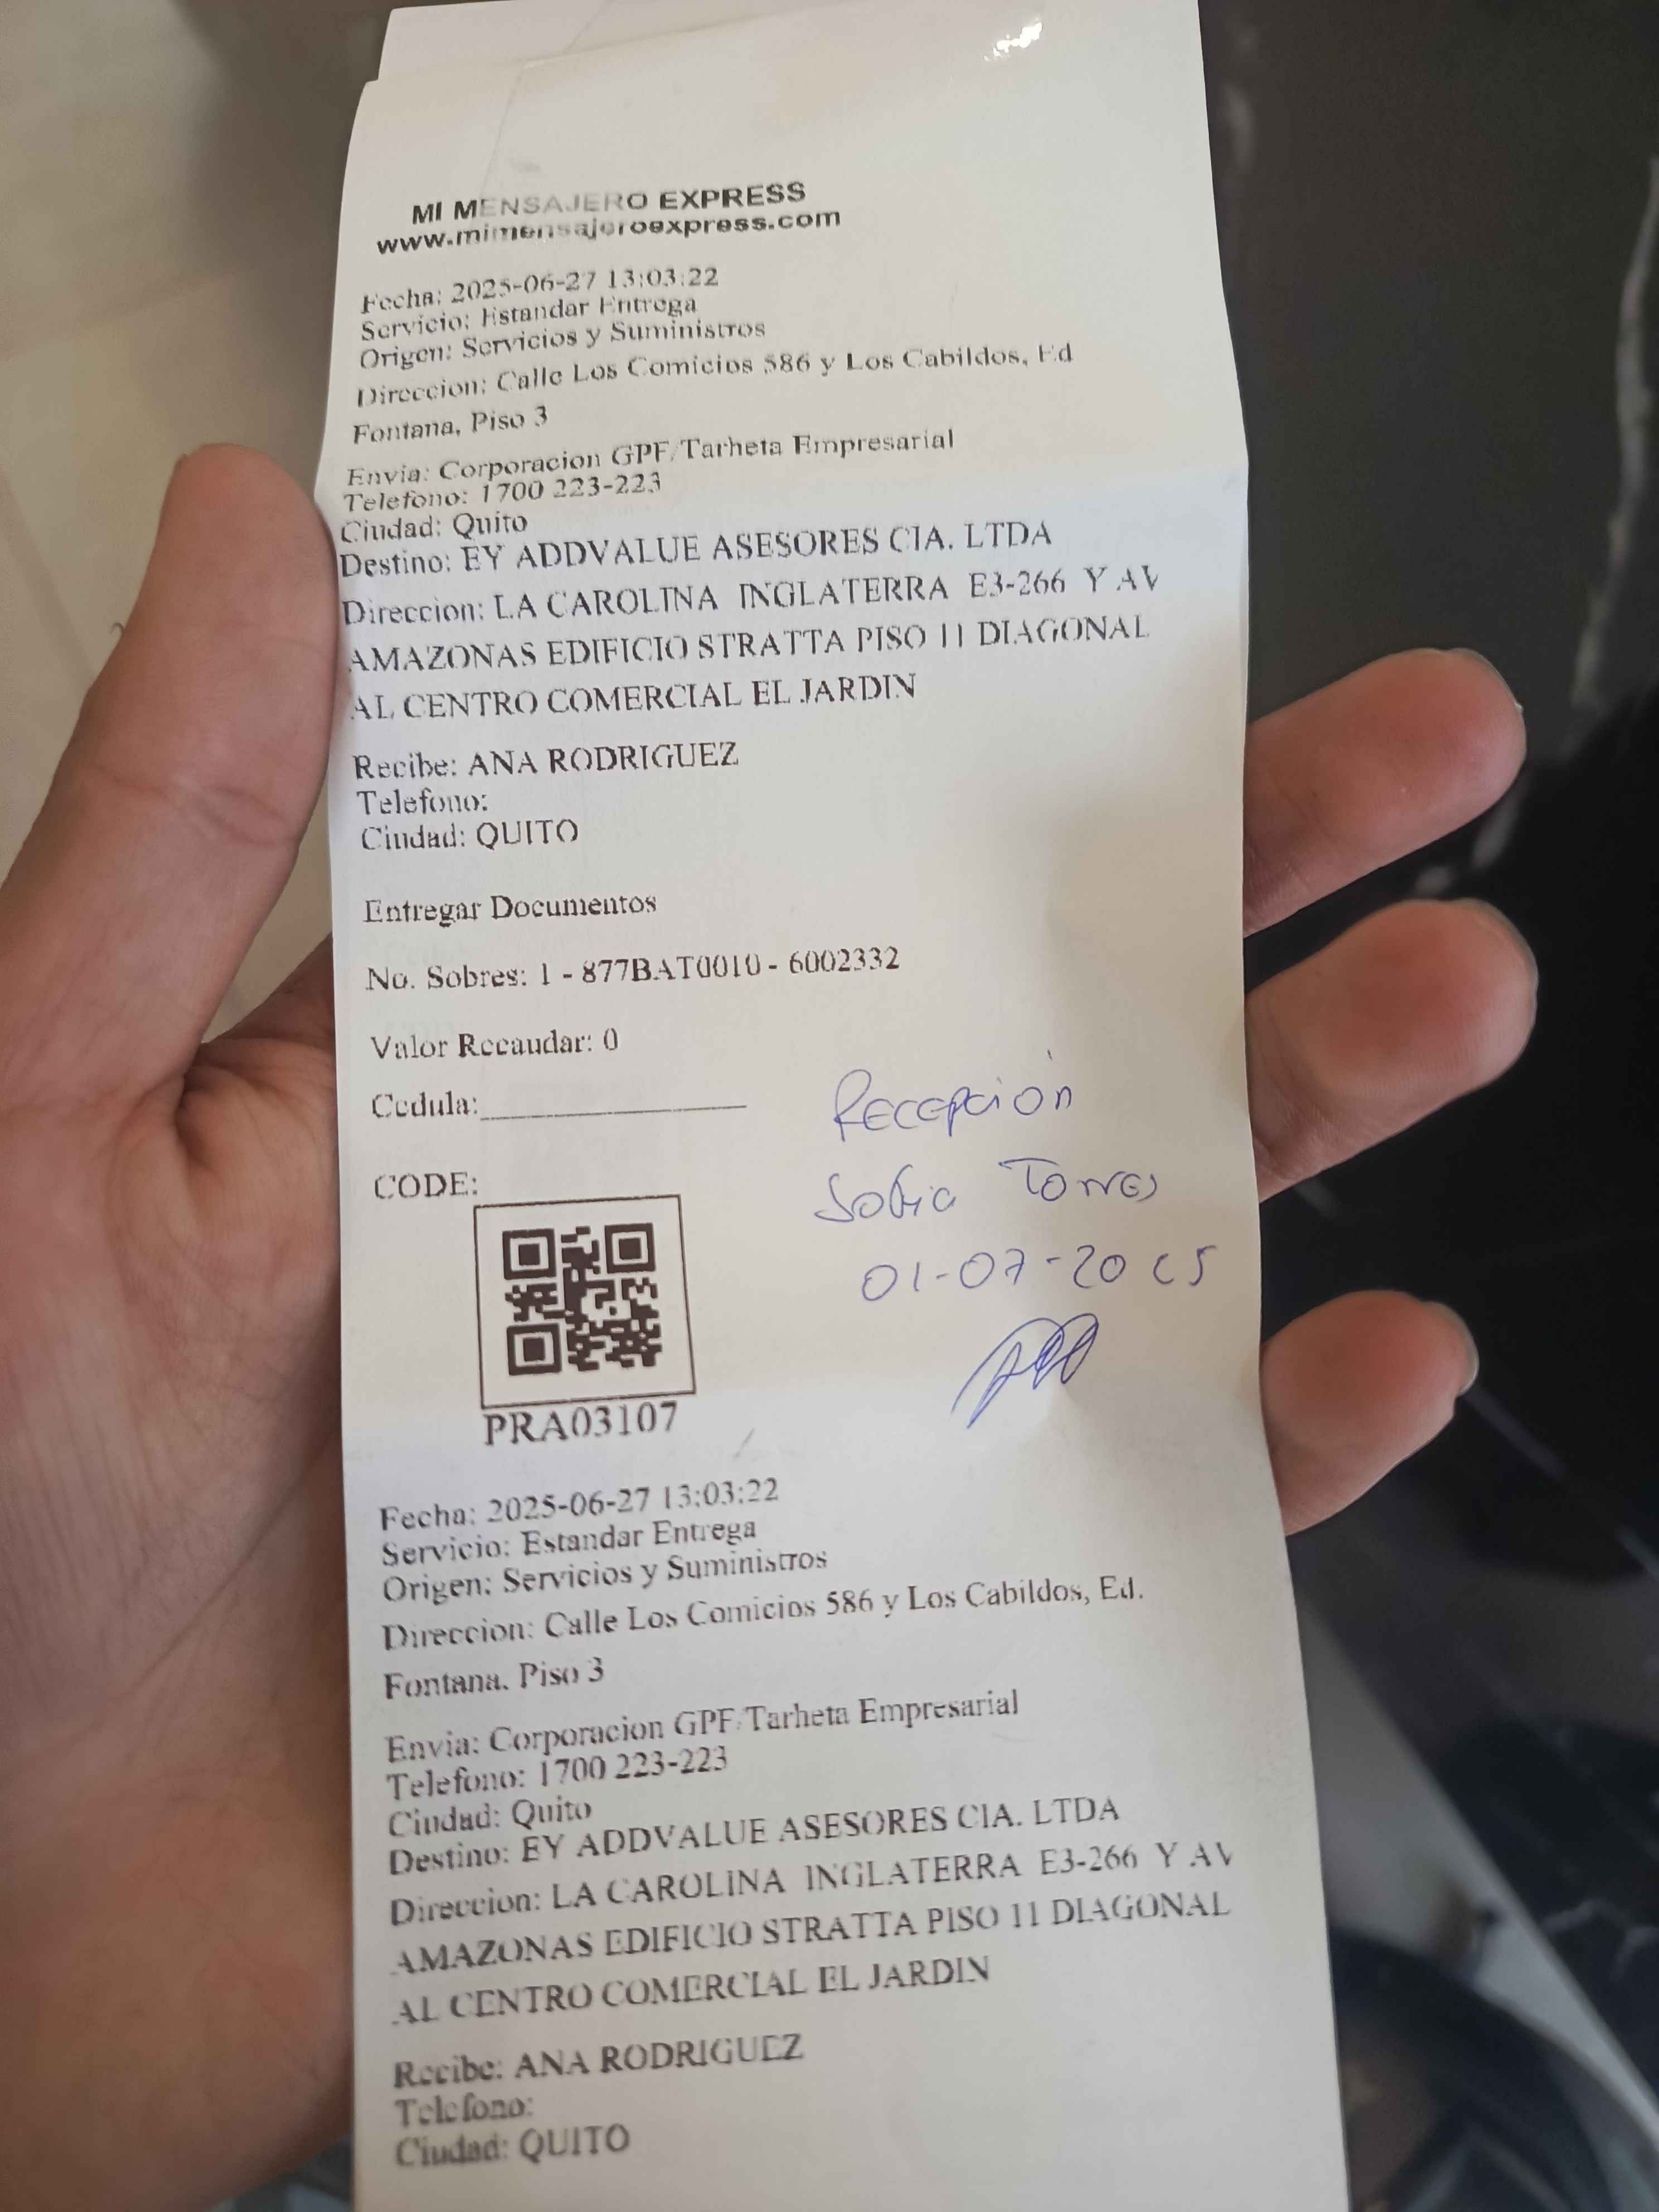 MI MENSAJERO EXPRESS
www.mimensajeroexpress.com
Fecha: 2025-06-27 13:03:22
Servicio: Estandar Entrega
Origen: Servicios y Suministros
Direccion: Calle Los Comicios 586 y Los Cabildos, Ed
Fontana, Piso 3
Envia: Corporacion GPF/Tarheta Empresarial
Telefono: 1700 223-223
Ciudad: Quito
Destino: EY ADDVALUE ASESORES CIA. LTDA
Direccion: LA CAROLINA INGLATERRA E3-266 Y AV
AMAZONAS EDIFICIO STRATTA PISO 11 DIAGONAL
AL CENTRO COMERCIAL EL JARDIN
Recibe: ANA RODRIGUEZ
Telefono:
Ciudad: QUITO
Entregar Documentos
No. Sobres: 1 - 877BAT0010 - 6002332
Valor Recaudar: 0
Cedula:
Recepción
Sofia Torres
01-07-2025
CODE:
PRA03107
Fecha: 2025-06-27 13:03:22
Servicio: Estandar Entrega
Origen: Servicios y Suministros
Direccion: Calle Los Comicios 586 y Los Cabildos, Ed.
Fontana, Piso 3
Envia: Corporacion GPF/Tarheta Empresarial
Telefono: 1700 223-223
Ciudad: Quito
Destino: EY ADDVALUE ASESORES CIA. LTDA
Direccion: LA CAROLINA INGLATERRA E3-266 Y AV
AMAZONAS EDIFICIO STRATTA PISO 11 DIAGONAL
AL CENTRO COMERCIAL EL JARDIN
Recibe: ANA RODRIGUEZ
Telefono:
Ciudad: QUITO